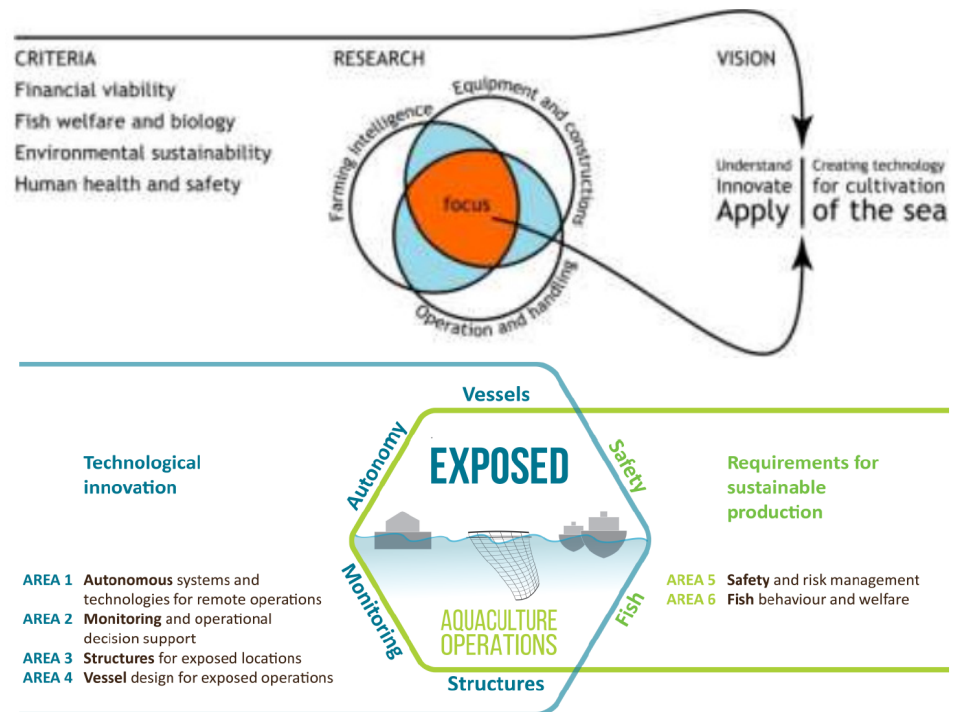 CRITERIA
Financial viability
Fish welfare and biology
Environmental sustainability
Human health and safety
RESEARCH
Farming intelligence
Equipment and constructions
focus
Operation and handling
VISION
Understand
Innovate
Apply
Creating technology
for cultivation
of the sea
Technological
innovation
AREA 1 Autonomous systems and
technologies for remote operations
AREA 2 Monitoring and operational
decision support
AREA 3 Structures for exposed locations
AREA 4 Vessel design for exposed operations
Vessels
Autonomy
Safety
EXPOSED
Monitoring
Fish
AQUACULTURE
OPERATIONS
Structures
Requirements for
sustainable
production
AREA 5 Safety and risk management
AREA 6 Fish behaviour and welfare